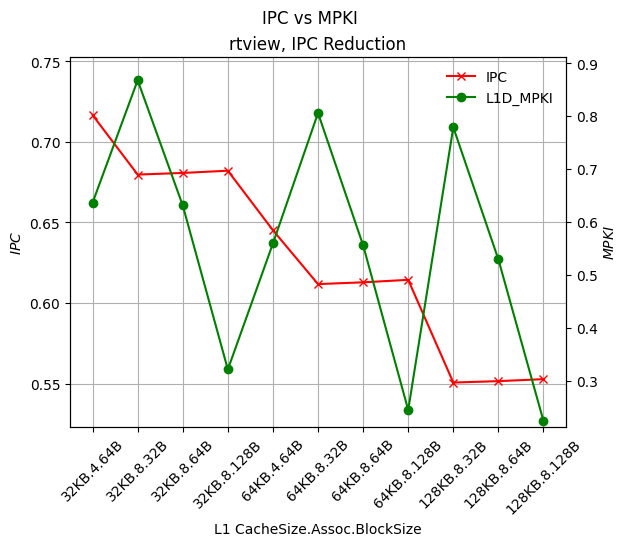 IPC vs MPKI
rtview, IPC Reduction
IPC
L1D_MPKI
0.75
0.70
0.65
0.60
0.55
IPC
0.9
0.8
0.7
0.6
0.5
0.4
0.3
MPKI
32KB.4.64B
32KB.8.32B
32KB.8.64B
32KB.8.128B
64KB.4.64B
64KB.8.32B
64KB.8.64B
64KB.8.128B
128KB.8.32B
128KB.8.64B
128KB.8.128B
L1 CacheSize.Assoc.BlockSize